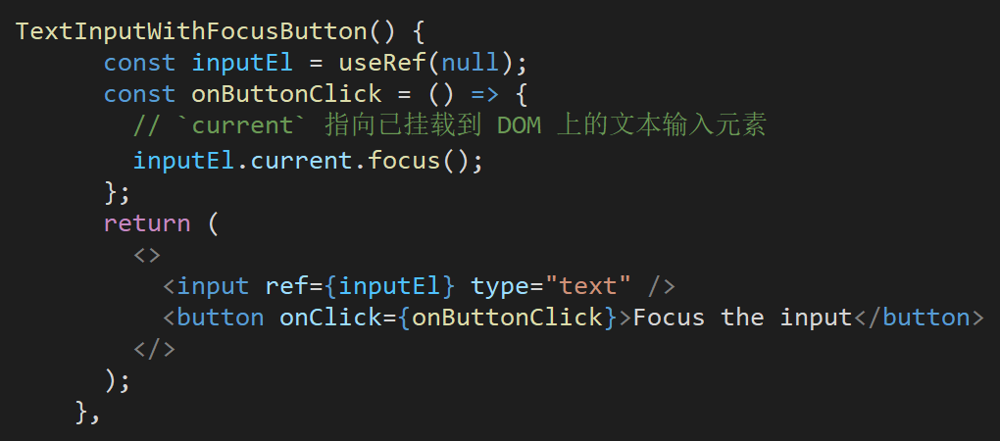 TextInputWithFocusButton() {
const inputEl = useRef(null);
const onButtonClick = () => {
// `current` 指向已挂载到 DOM 上的文本输入元素
inputEl.current.focus();
};
return (
<>
<input ref={inputEl} type="text" />
<button onClick={onButtonClick}>Focus the input</button>
</>
);
},